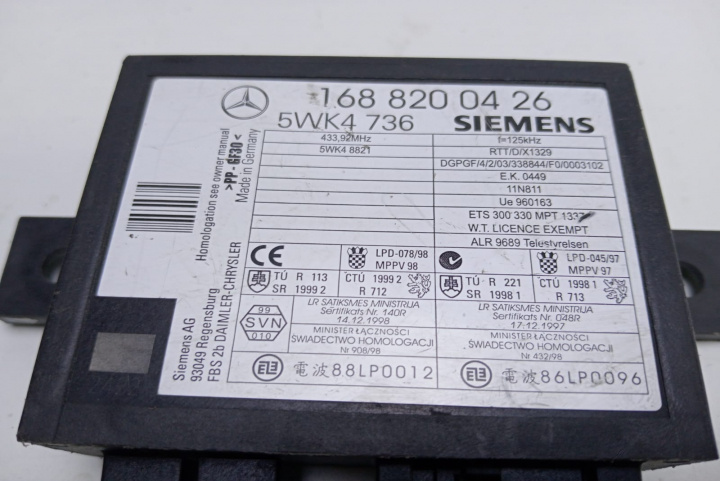 168 820 04 26
5WK4 736 SIEMENS
433,92MHz
5WK4 8821
f=125kHz
RTT/D/X1329
DGPGF/4/2/03/338844/F0/0003102
E.K. 0449
11N811
Ue 960163
ETS 300 330 MPT 1337
W.T. LICENCE EXEMPT
ALR 9689 Telestyreisen
CE
LPD-078/98
MPPV 98
LPD-045/97
MPPV 97
TÚ R 113
SR 1999 2
ČTÚ 1999 2
R 712
TÚ - R 221
SR 1998 1
ČTÚ 1998 1
R 713
LR SATIKSMES MINISTRIJA
Sertifikāts Nr. 140R
14.12.1998
LR SATIKSMES MINISTRIJA
Sertifikāts Nr. 048R
17.12.1997
99
SVN
010
MINISTER ŁĄCZNOŚCI
ŚWIADECTWO HOMOLOGACJI
Nr 908/98
MINISTER ŁĄCZNOŚCI
ŚWIADECTWO HOMOLOGACJI
Nr 432/98
電波88LP0012
電波86LP0096
Homologation see owner manual
>PP-GF30<
Made in Germany
Siemens AG
93049 Regensburg
FBS 2b DAIMLER-CHRYSLER